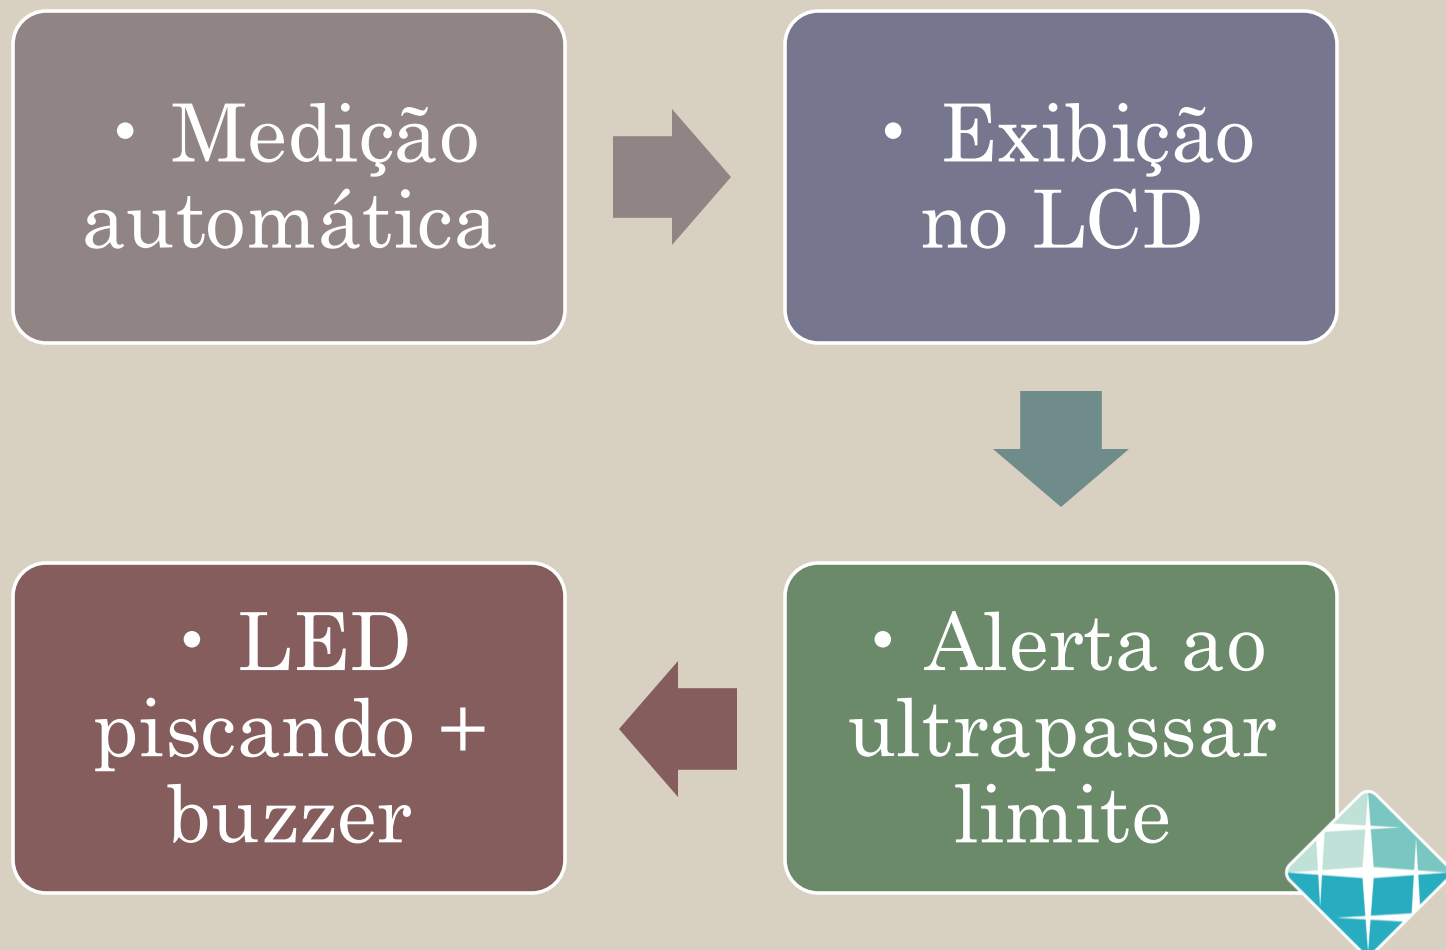 • Medição
automática
• Exibição
no LCD
• Alerta ao
ultrapassar
limite
• LED
piscando +
buzzer